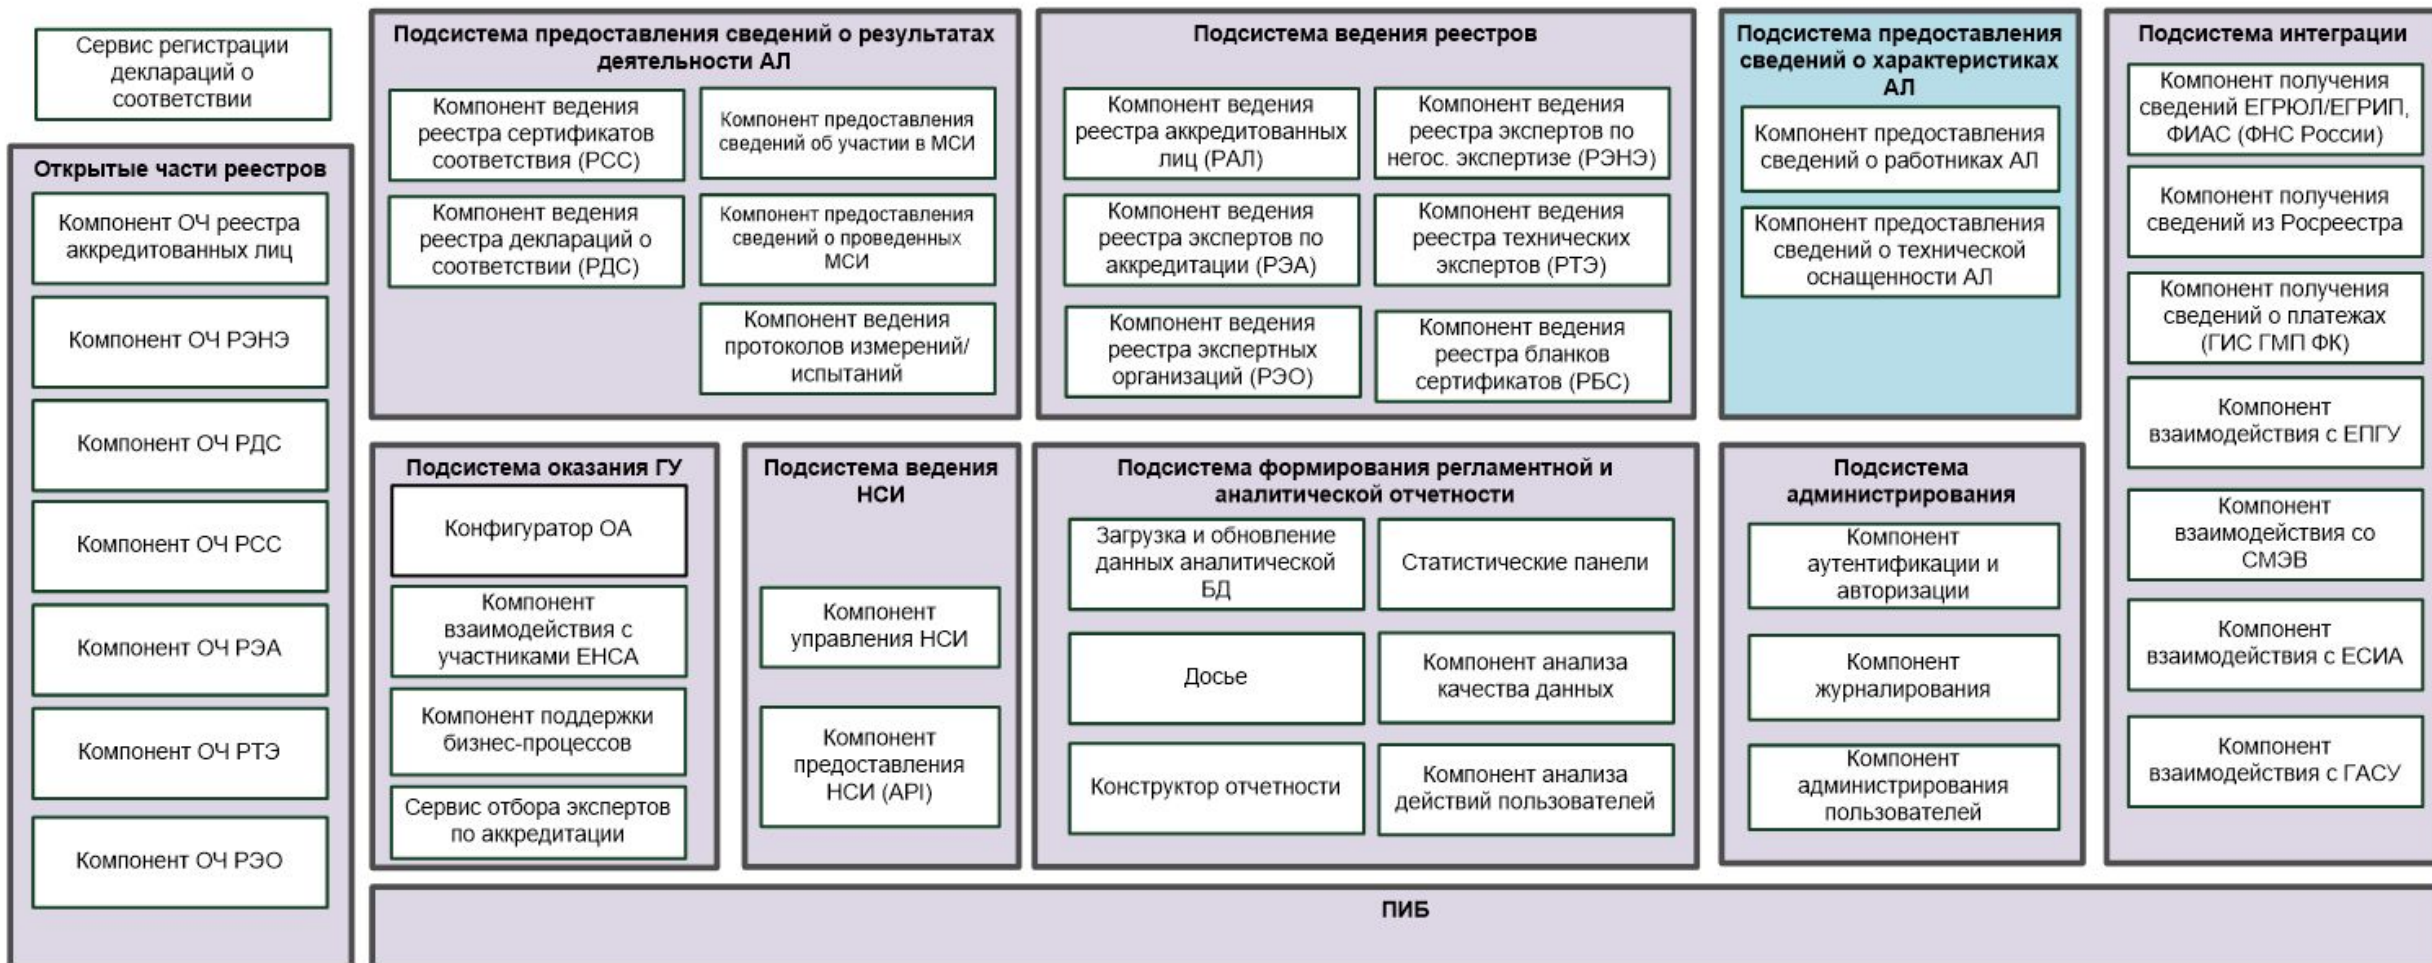 Сервис регистрации
деклараций о
соответствии
Открытые части реестров
Компонент ОЧ реестра
аккредитованных лиц
Компонент ОЧ РЭНЭ
Компонент ОЧ РДС
Компонент ОЧ РСС
Компонент ОЧ РЭА
Компонент ОЧ РТЭ
Компонент ОЧ РЭО
Подсистема предоставления сведений о результатах
деятельности АЛ
Компонент ведения
реестра сертификатов
соответствия (РСС)
Компонент предоставления
сведений об участии в МСИ
Компонент ведения
реестра деклараций о
соответствии (РДС)
Компонент предоставления
сведений о проведенных
МСИ
Компонент ведения
протоколов измерений/
испытаний
Подсистема ведения реестров
Компонент ведения
реестра аккредитованных
лиц (РАЛ)
Компонент ведения
реестра экспертов по
негос. экспертизе (РЭНЭ)
Компонент ведения
реестра экспертов по
аккредитации (РЭА)
Компонент ведения
реестра технических
экспертов (РТЭ)
Компонент ведения
реестра экспертных
организаций (РЭО)
Компонент ведения
реестра бланков
сертификатов (РБС)
Подсистема предоставления
сведений о характеристиках
АЛ
Компонент предоставления
сведений о работниках АЛ
Компонент предоставления
сведений о технической
оснащенности АЛ
Подсистема интеграции
Компонент получения
сведений ЕГРЮЛ/ЕГРИП,
ФИАС (ФНС России)
Компонент получения
сведений из Росреестра
Компонент получения
сведений о платежах
(ГИС ГМП ФК)
Компонент
взаимодействия с ЕПГУ
Компонент
взаимодействия со
СМЭВ
Компонент
взаимодействия с ЕСИА
Компонент
взаимодействия с ГАСУ
Подсистема оказания ГУ
Конфигуратор ОА
Компонент
взаимодействия с
участниками ЕНСА
Компонент поддержки
бизнес-процессов
Сервис отбора экспертов
по аккредитации
Подсистема ведения
НСИ
Компонент
управления НСИ
Компонент
предоставления
НСИ (API)
Подсистема формирования регламентной и
аналитической отчетности
Загрузка и обновление
данных аналитической
БД
Статистические панели
Досье
Компонент анализа
качества данных
Конструктор отчетности
Компонент анализа
действий пользователей
Подсистема
администрирования
Компонент
аутентификации и
авторизации
Компонент
журналирования
Компонент
администрирования
пользователей
ПИБ